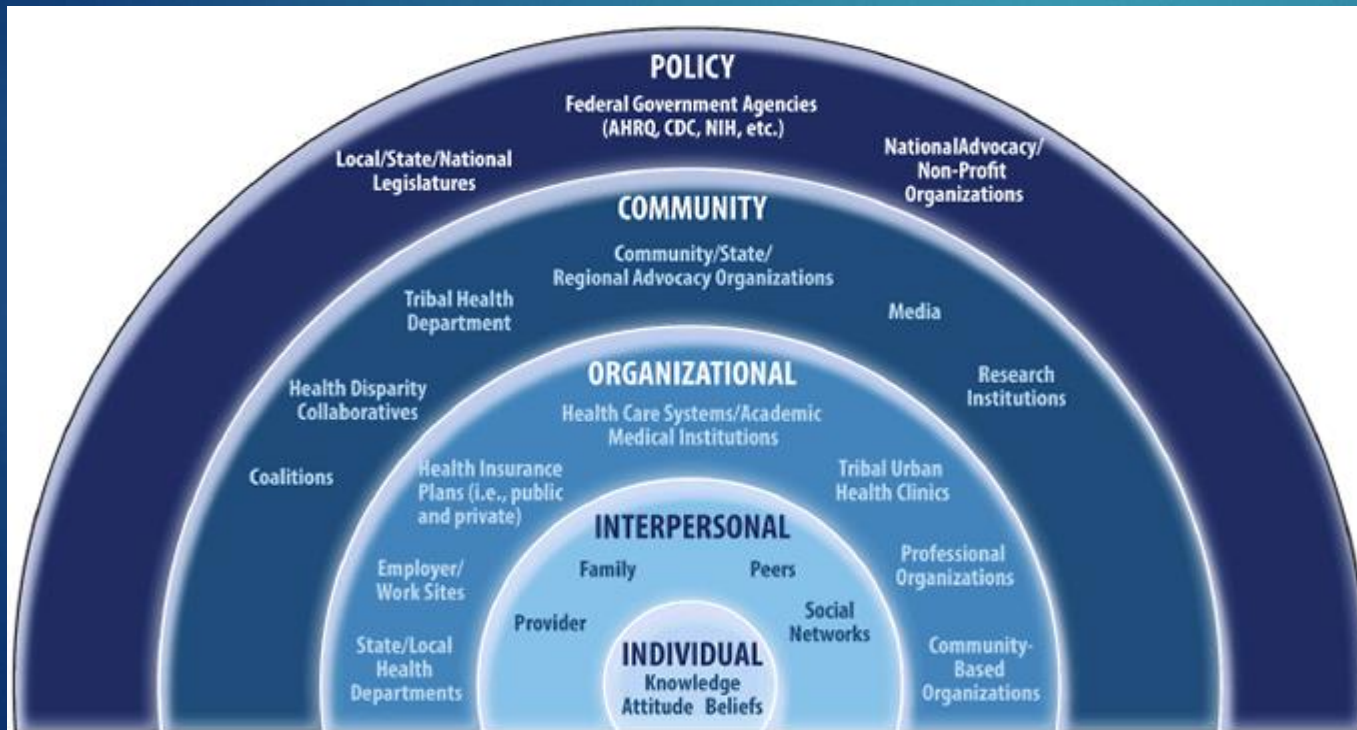 POLICY
Federal Government Agencies
(AHRQ, CDC, NIH, etc.)
Local/State/National
Legislatures
NationalAdvocacy/
Non-Profit
Organizations
COMMUNITY
Community/State/
Regional Advocacy Organizations
Tribal Health
Department
Media
Health Disparity
Collaboratives
Research
Institutions
Coalitions
ORGANIZATIONAL
Health Care Systems/Academic
Medical Institutions
Health Insurance
Plans (i.e., public
and private)
Tribal Urban
Health Clinics
Employer/
Work Sites
Professional
Organizations
State/Local
Health
Departments
Community-
Based
Organizations
INTERPERSONAL
Family
Peers
Provider
Social
Networks
INDIVIDUAL
Knowledge
Attitude Beliefs